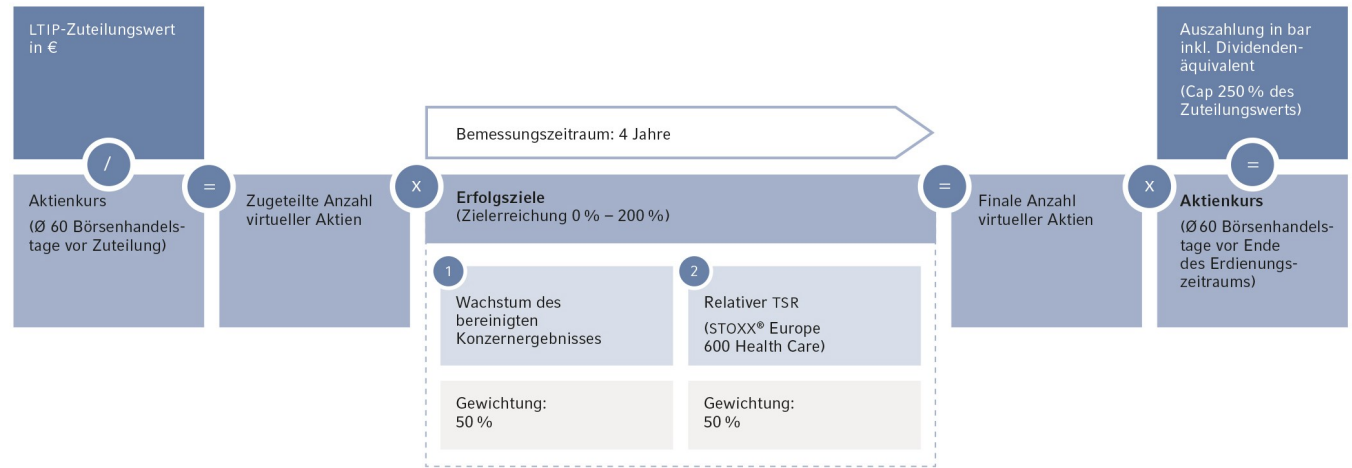 LTIP-Zuteilungswert
in €
/
Aktienkurs
(Ø 60 Börsenhandels-
tage vor Zuteilung)
=
Zugeteilte Anzahl
virtueller Aktien
x
Bemessungszeitraum: 4 Jahre
Erfolgsziele
(Zielerreichung 0 % – 200 %)
1
Wachstum des
bereinigten
Konzernergebnisses
Gewichtung:
50 %
2
Relativer TSR
(STOXX® Europe
600 Health Care)
Gewichtung:
50 %
=
Finale Anzahl
virtueller Aktien
x
Aktienkurs
(Ø 60 Börsenhandels-
tage vor Ende
des Erdienungs-
zeitraums)
=
Auszahlung in bar
inkl. Dividenden-
äquivalent
(Cap 250 % des
Zuteilungswerts)